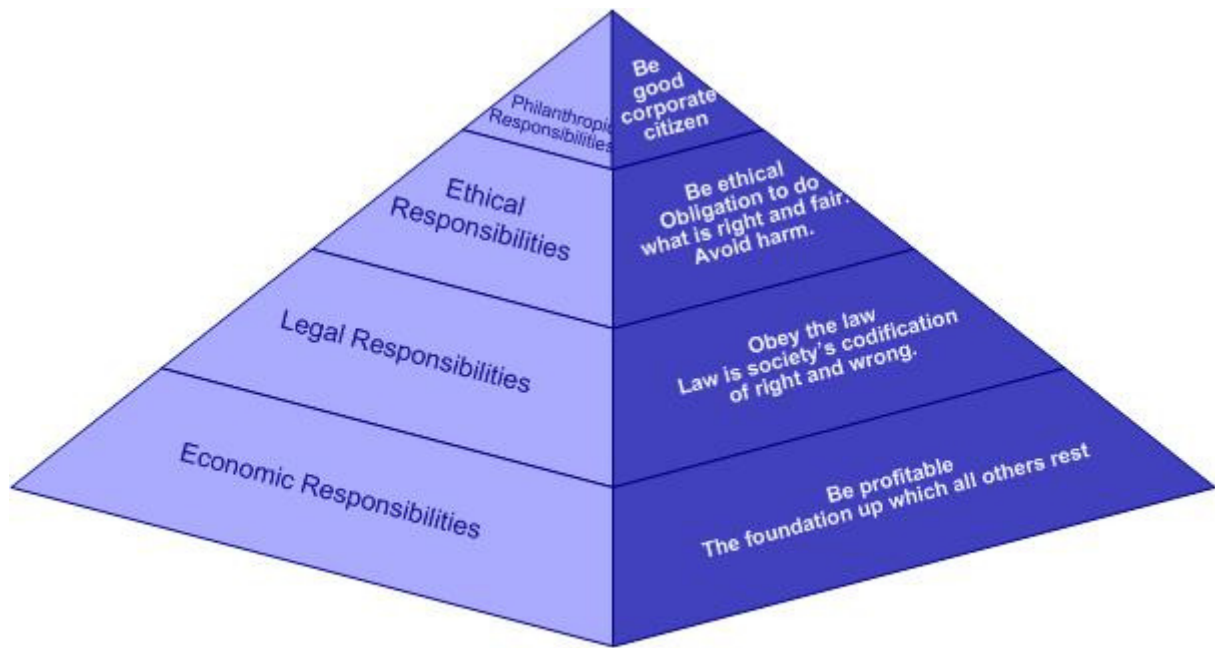 Philanthropic
Responsibilities
Be
good
corporate
citizen
Ethical
Responsibilities
Be ethical
Obligation to do
what is right and fair.
Avoid harm.
Legal Responsibilities
Obey the law
Law is society’s codification
of right and wrong.
Economic Responsibilities
Be profitable
The foundation up which all others rest